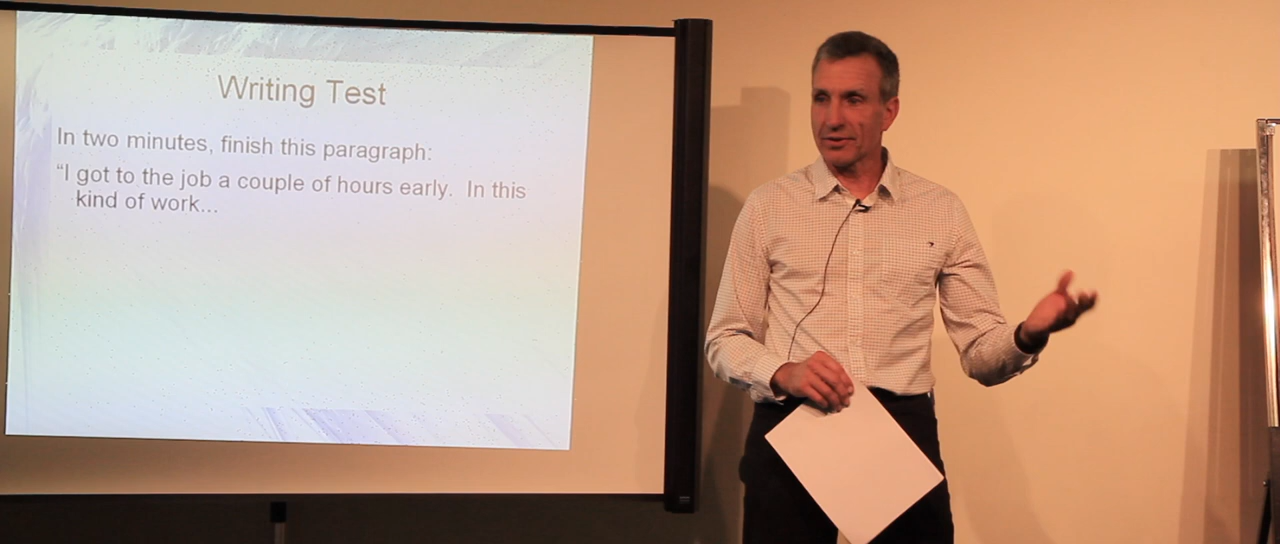 Writing Test
In two minutes, finish this paragraph:
“I got to the job a couple of hours early.  In this
kind of work...